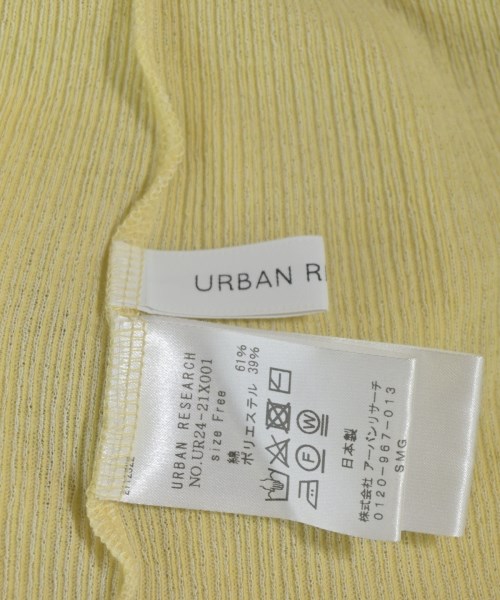 URBAN RE
URBAN RESEARCH
NO.UR24-21X001
size Free
綿 61%
ポリエステル 39%
F W
日本製
株式会社 アーバンリサーチ
0120-967-013
SMG